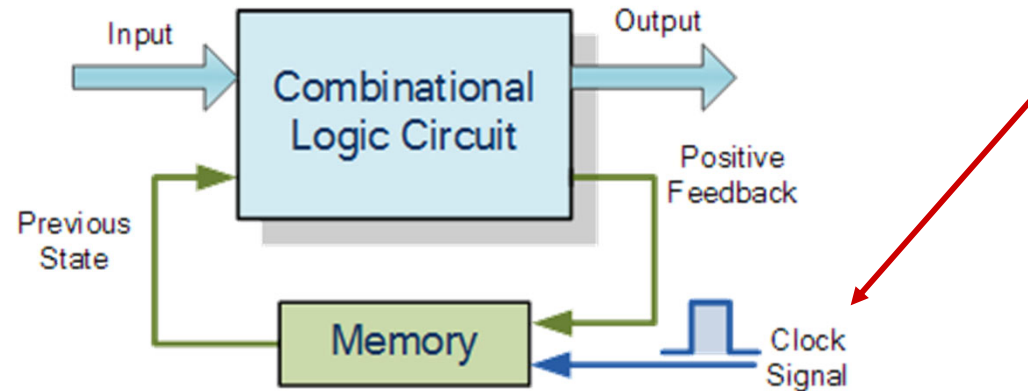 Input
Output
Combinational
Logic Circuit
Positive
Feedback
Previous
State
Memory
Clock
Signal